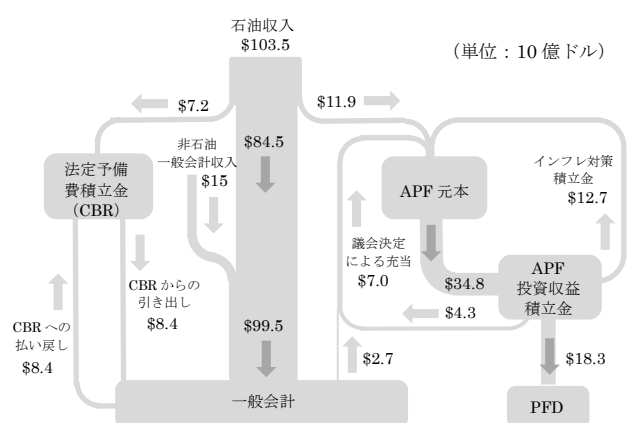 石油収入
$103.5
（単位：10 億ドル）
$7.2
$11.9
非石油
一般会計収入
$15
$84.5
法定予備
費積立金
（CBR）
APF 元本
インフレ対策
積立金
$12.7
議会決定
による充当
$7.0
$34.8
APF
投資収益
積立金
CBR からの
引き出し
$8.4
$4.3
CBR への
払い戻し
$8.4
$99.5
$2.7
$18.3
一般会計
PFD